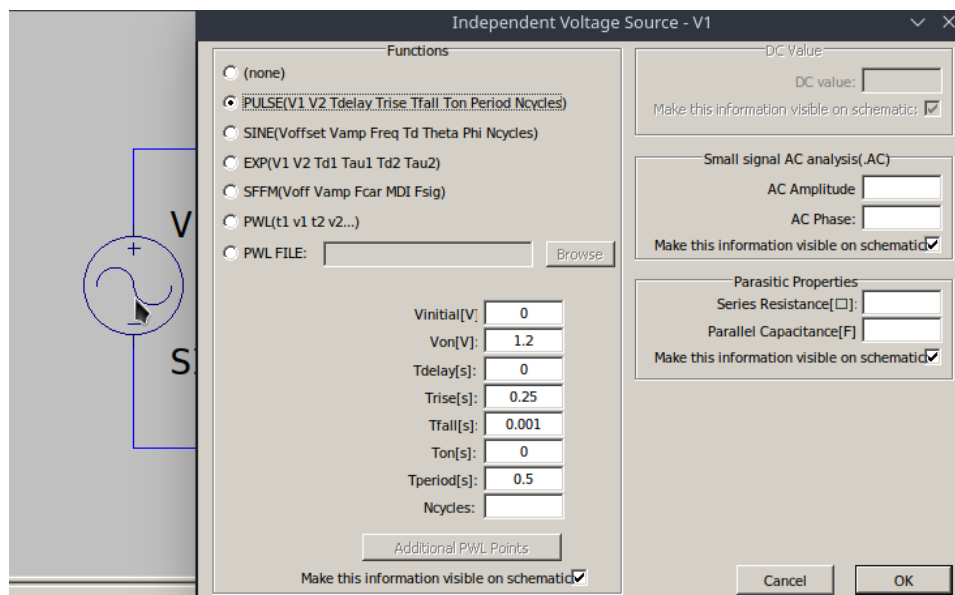 Independent Voltage Source - V1
Functions
(none)
PULSE(V1 V2 Tdelay Trise Tfall Ton Period Ncycles)
SINE(Voffset Vamp Freq Td Theta Phi Ncycles)
EXP(V1 V2 Td1 Tau1 Td2 Tau2)
SFFM(Voff Vamp Fcar MDI Fsig)
PWL(t1 v1 t2 v2...)
PWL FILE: Browse
Vinitial[V] 0
Von[V]: 1.2
Tdelay[s]: 0
Trise[s]: 0.25
Tfall[s]: 0.001
Ton[s]: 0
Tperiod[s]: 0.5
Ncycles:
Additional PWL Points
Make this information visible on schematic
DC Value
DC value:
Make this information visible on schematic:
Small signal AC analysis(.AC)
AC Amplitude
AC Phase:
Make this information visible on schematic
Parasitic Properties
Series Resistance[□]:
Parallel Capacitance[F]
Make this information visible on schematic
Cancel OK
V
+
S